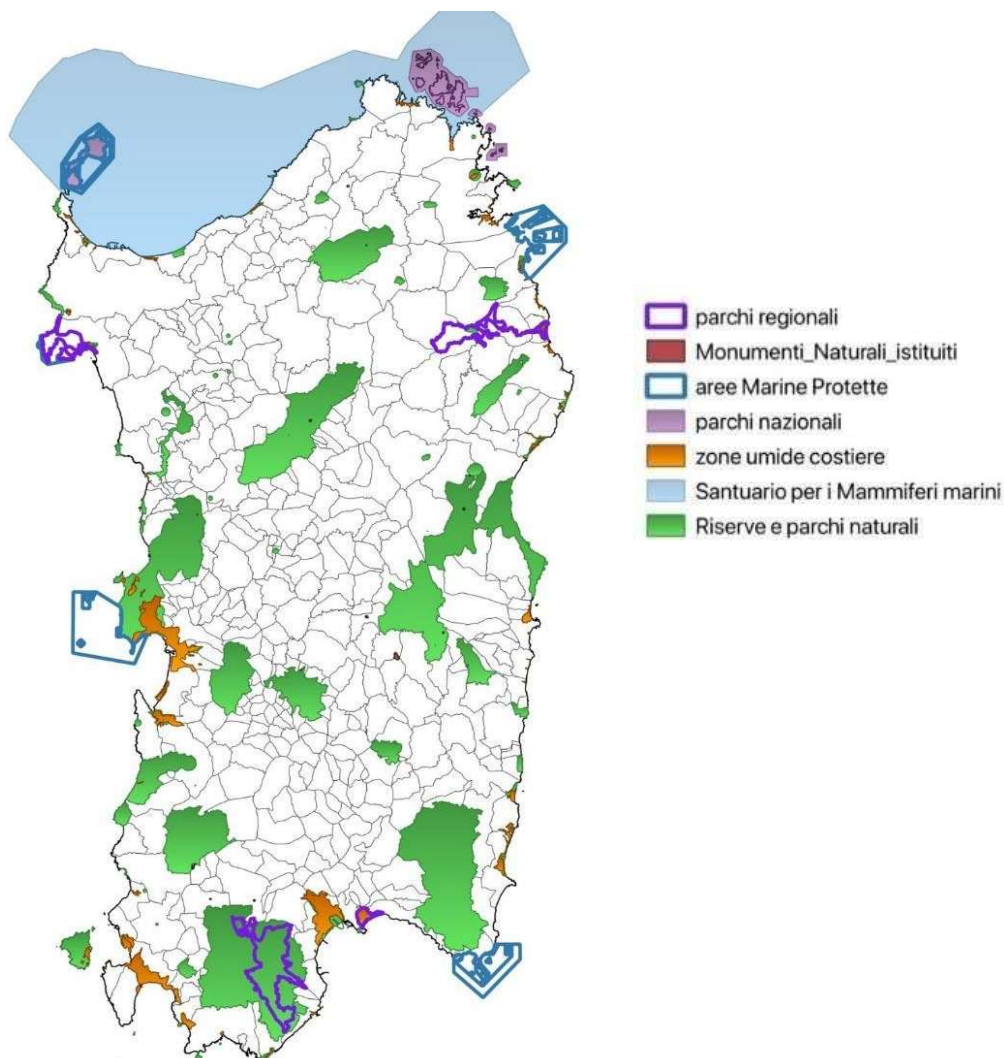 parchi regionali
Monumenti_Naturali_istituiti
aree Marine Protette
parchi nazionali
zone umide costiere
Santuario per i Mammiferi marini
Riserve e parchi naturali